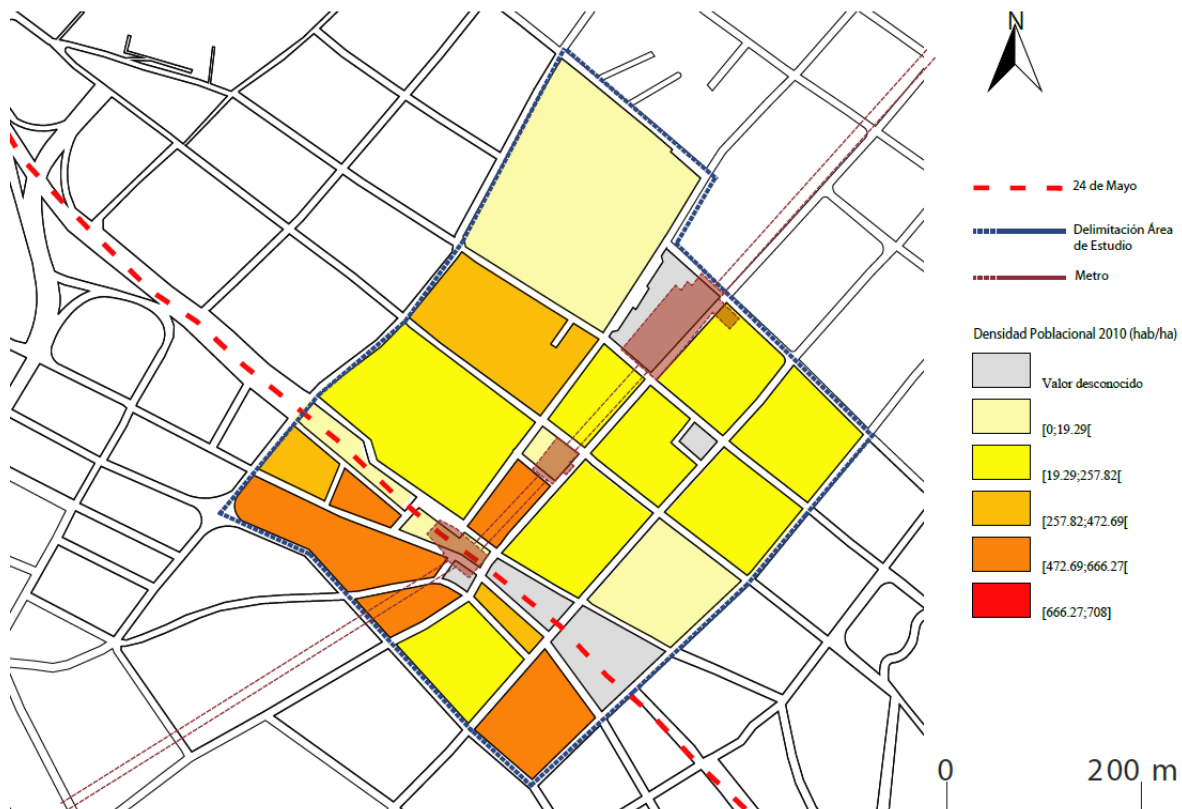 N
24 de Mayo
Delimitación Área
de Estudio
Metro
Densidad Poblacional 2010 (hab/ha)
Valor desconocido
[0;19.29[
[19.29;257.82[
[257.82;472.69[
[472.69;666.27[
[666.27;708]
0 200 m